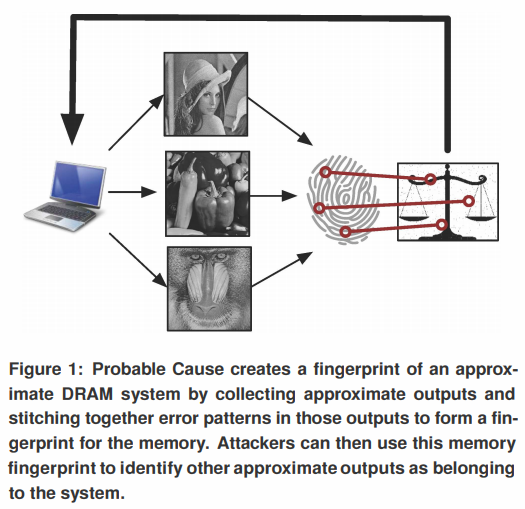 Figure 1: Probable Cause creates a fingerprint of an approx-
imate DRAM system by collecting approximate outputs and
stitching together error patterns in those outputs to form a fin-
gerprint for the memory. Attackers can then use this memory
fingerprint to identify other approximate outputs as belonging
to the system.